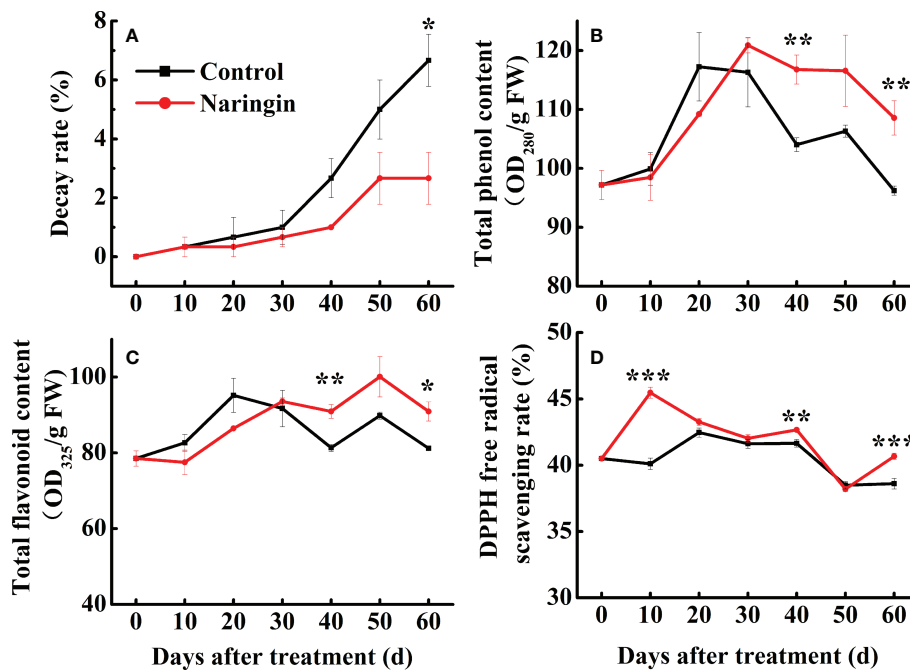 A
*
Control
Naringin
Decay rate (%)
8
6
4
2
0
0 10 20 30 40 50 60
B
**
**
Total phenol content
(OD280/g FW)
120
110
100
90
80
0 10 20 30 40 50 60
C
**
*
Total flavonoid content
(OD325/g FW)
100
80
60
40
0 10 20 30 40 50 60
Days after treatment (d)
D
***
**
***
DPPH free radical
scavenging rate (%)
50
45
40
35
30
0 10 20 30 40 50 60
Days after treatment (d)